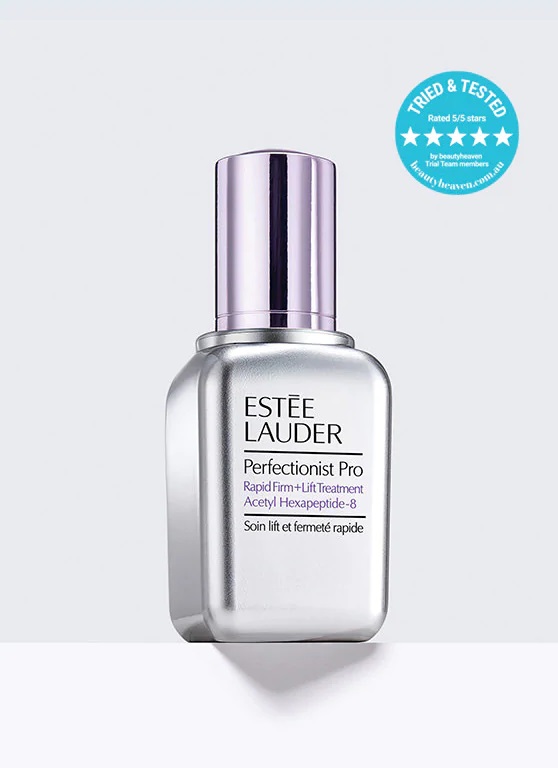 TRIED & TESTED
Rated 5/5 stars
by beautyheaven
Trial Team members
beautyheaven.com.au
ESTĒE
LAUDER
Perfectionist Pro
Rapid Firm+Lift Treatment
Acetyl Hexapeptide-8
Soin lift et fermeté rapide